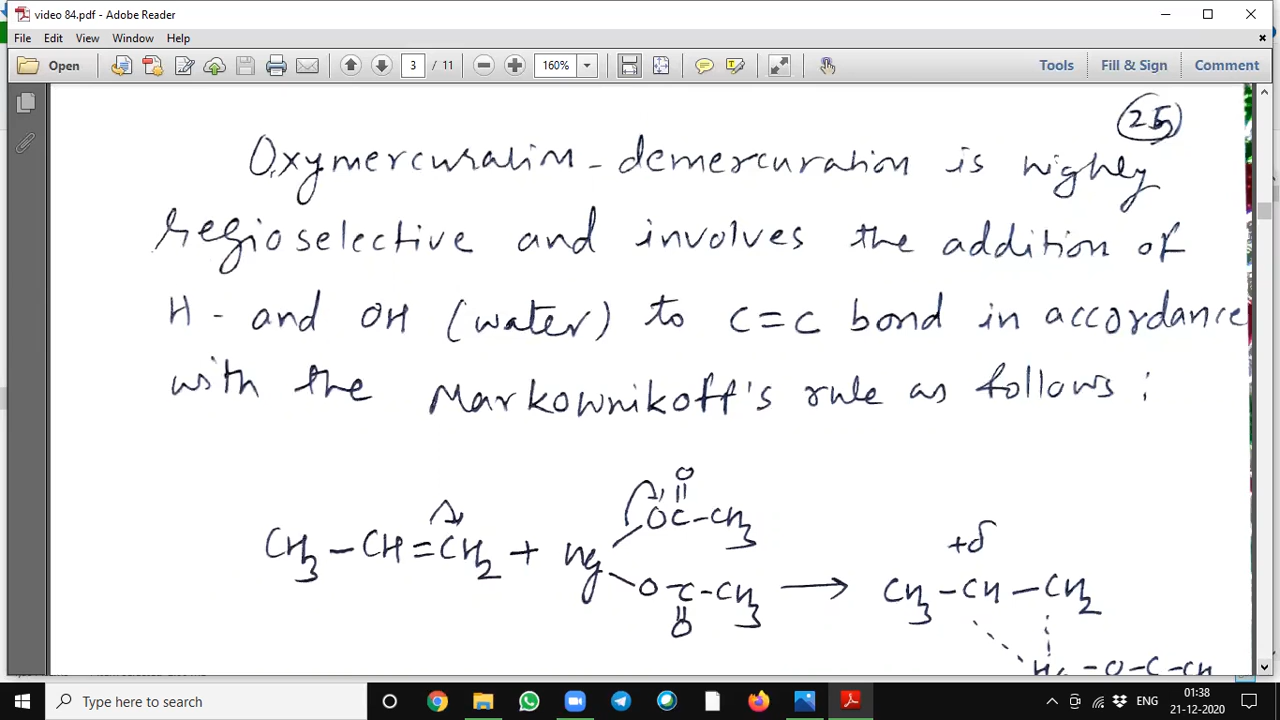 video 84.pdf - Adobe Reader
File Edit View Window Help
Open 3 / 11 160% Tools Fill & Sign Comment
25
Oxymercuration - demercuration is highly
regioselective and involves the addition of
H - and OH (water) to C=C bond in accordance
with the Markownikoff's rule as follows :
O
||
OC-CH3
CH3-CH=CH2 + Hg
O-C-CH3
||
O
→
+δ
CH3-CH-CH2
Hg-O-C-CH
Type here to search
ENG
01:38
21-12-2020